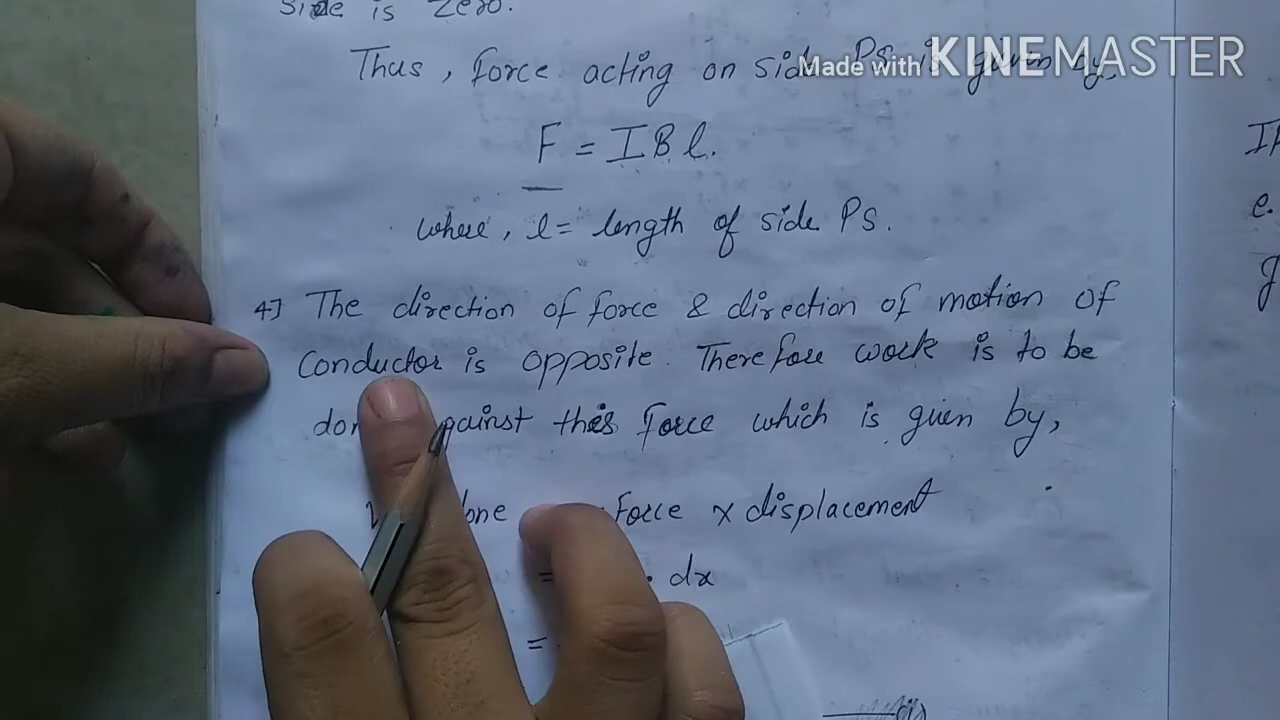 side is zero.
Thus, force acting on side PS is given by,
Made with KINEMASTER
F = IBl.
where, l = length of side PS.
4] The direction of force & direction of motion of
conductor is opposite. Therefore work is to be
against this force which is given by,
force × displacement
= . dx
=